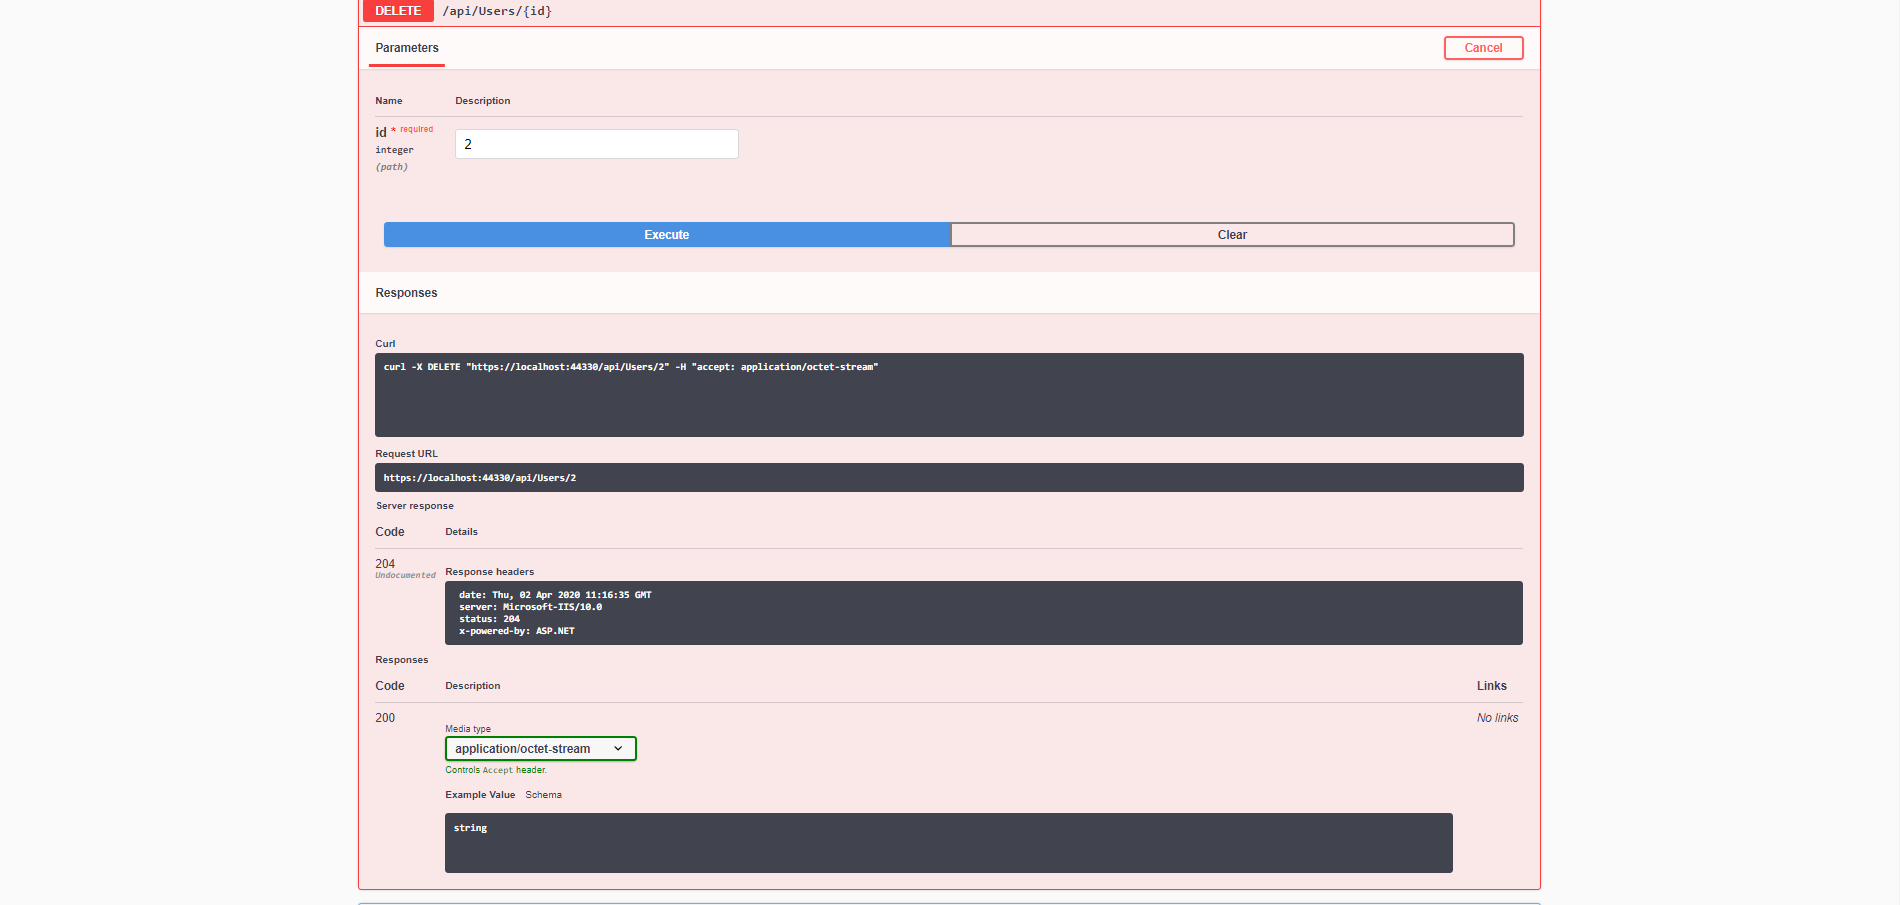 DELETE /api/Users/{id}
Parameters
Cancel
Name Description
id * required
integer
(path)
2
Execute Clear
Responses
Curl
curl -X DELETE "https://localhost:44330/api/Users/2" -H "accept: application/octet-stream"
Request URL
https://localhost:44330/api/Users/2
Server response
Code Details
204
Undocumented
Response headers
date: Thu, 02 Apr 2020 11:16:35 GMT
server: Microsoft-IIS/10.0
status: 204
x-powered-by: ASP.NET
Responses
Code Description Links
200 No links
Media type
application/octet-stream
Controls Accept header.
Example Value Schema
string